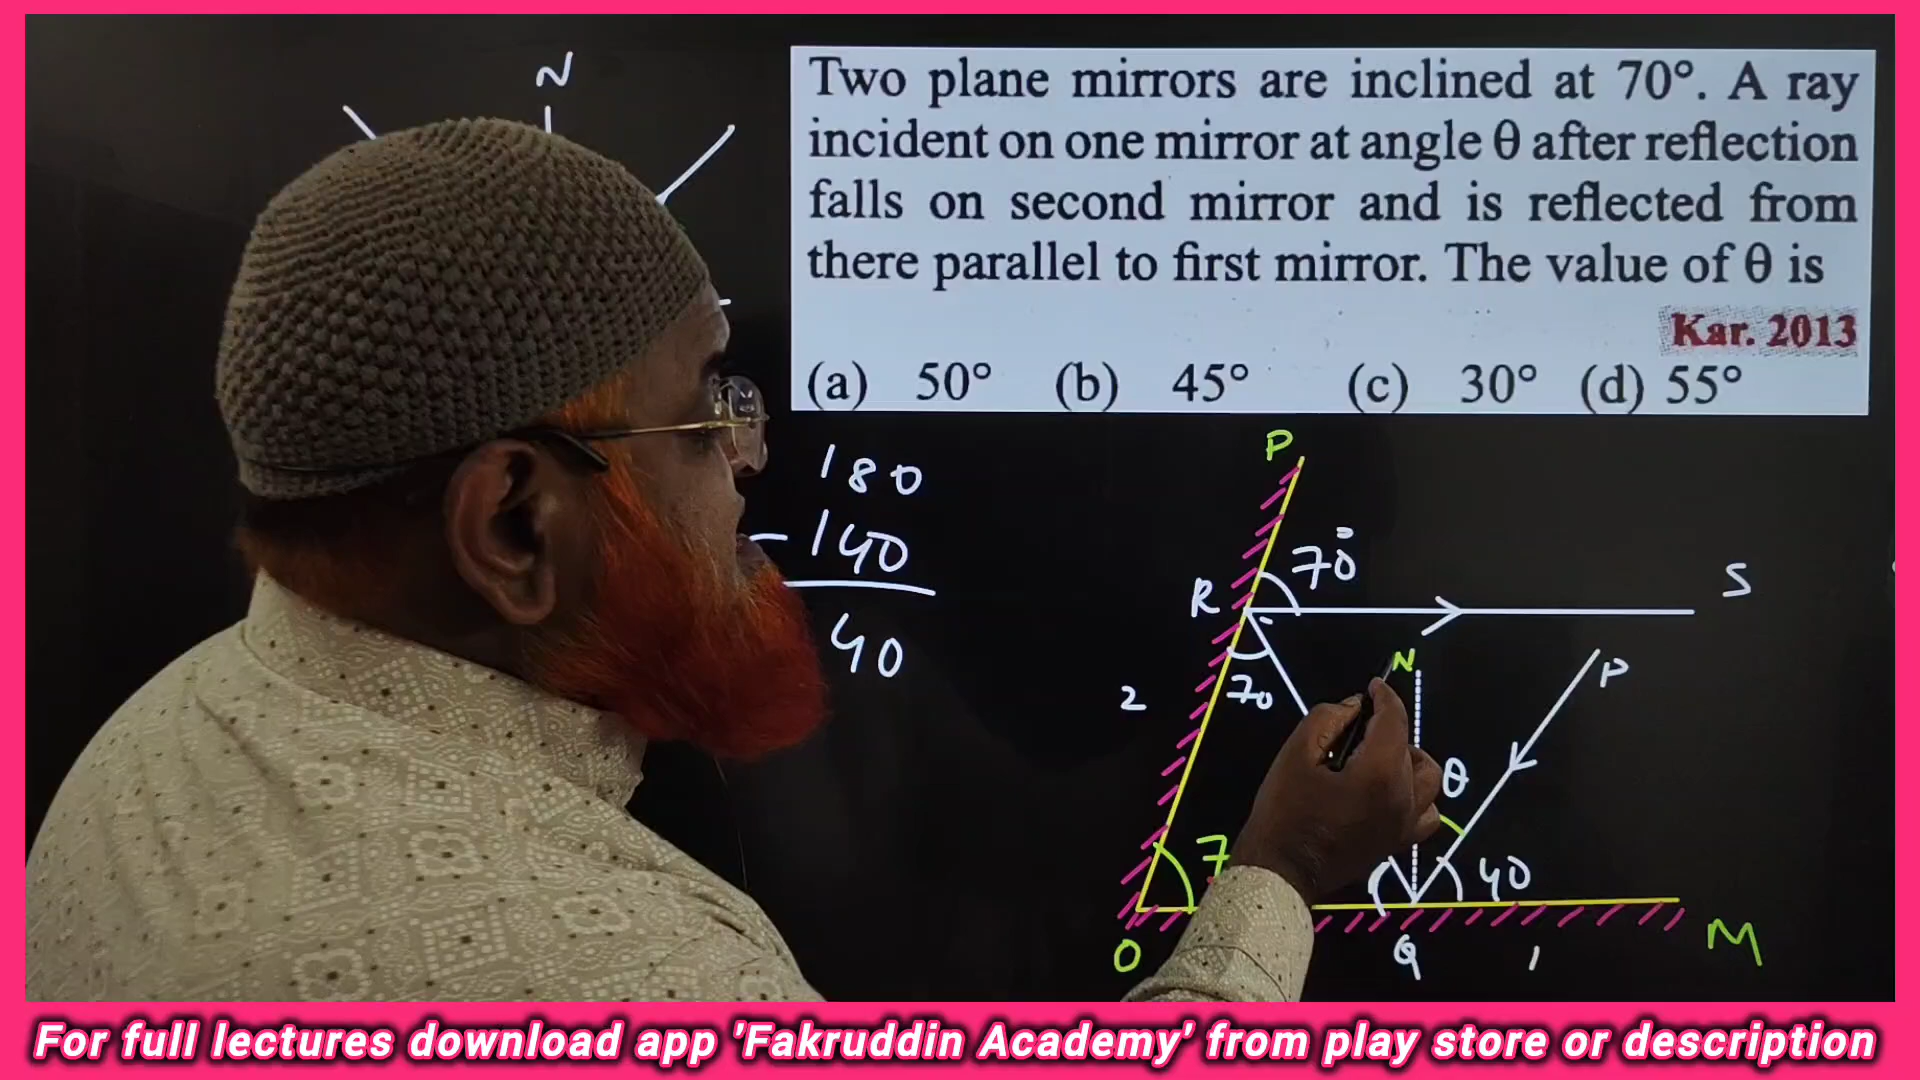 N
Two plane mirrors are inclined at 70°. A ray
incident on one mirror at angle θ after reflection
falls on second mirror and is reflected from
there parallel to first mirror. The value of θ is
Kar. 2013
(a) 50° (b) 45° (c) 30° (d) 55°
180
- 140
40
P
70°
R
S
N
P
2
70
θ
7
40
O
Q
1
M
For full lectures download app 'Fakruddin Academy' from play store or description